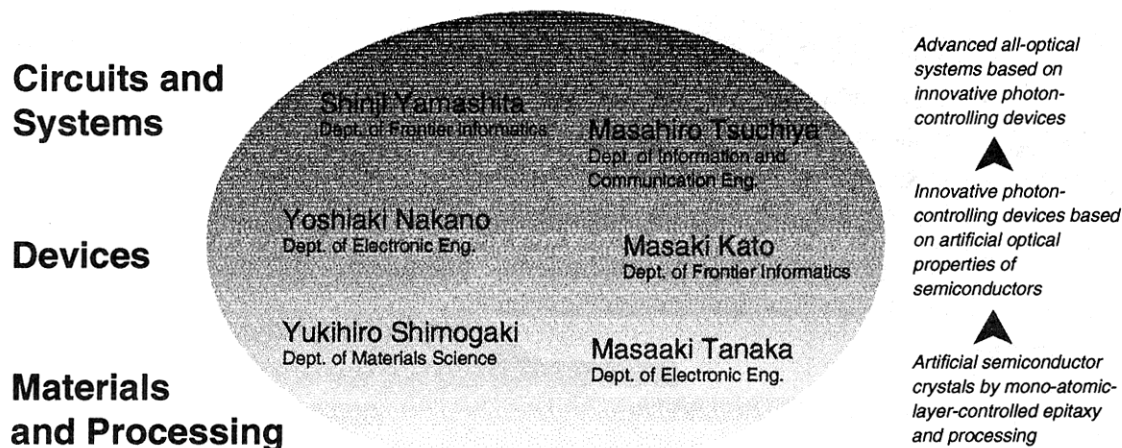 Circuits and
Systems
Shinji Yamashita
Dept. of Frontier Informatics
Masahiro Tsuchiya
Dept. of Information and
Communication Eng.
Advanced all-optical
systems based on
innovative photon-
controlling devices
Devices
Yoshiaki Nakano
Dept. of Electronic Eng.
Masaki Kato
Dept. of Frontier Informatics
Innovative photon-
controlling devices based
on artificial optical
properties of
semiconductors
Materials
and Processing
Yukihiro Shimogaki
Dept. of Materials Science
Masaaki Tanaka
Dept. of Electronic Eng.
Artificial semiconductor
crystals by mono-atomic-
layer-controlled epitaxy
and processing